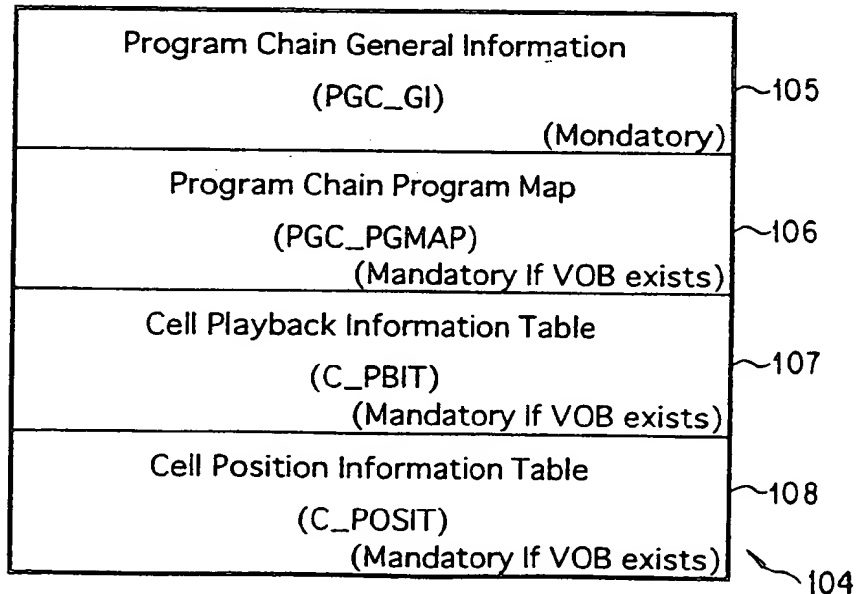 Program Chain General Information
(PGC_GI)
(Mondatory)
105
Program Chain Program Map
(PGC_PGMAP)
(Mandatory If VOB exists)
106
Cell Playback Information Table
(C_PBIT)
(Mandatory If VOB exists)
107
Cell Position Information Table
(C_POSIT)
(Mandatory If VOB exists)
108
104